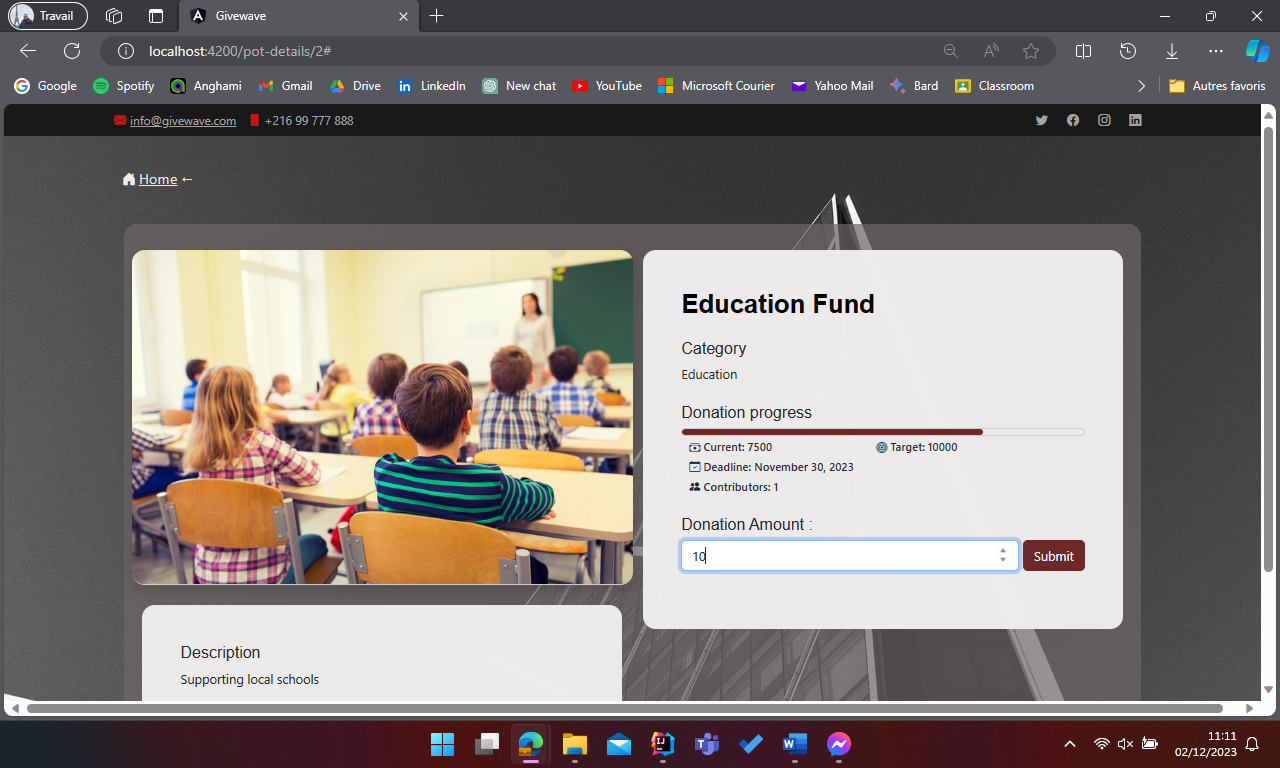 Travail
Givewave
localhost:4200/pot-details/2#
Google Spotify Anghami Gmail Drive LinkedIn New chat YouTube Microsoft Courier Yahoo Mail Bard Classroom Autres favoris
info@givewave.com +216 99 777 888
Home ←
Education Fund
Category
Education
Donation progress
Current: 7500 Target: 10000
Deadline: November 30, 2023
Contributors: 1
Donation Amount :
10 Submit
Description
Supporting local schools
11:11
02/12/2023